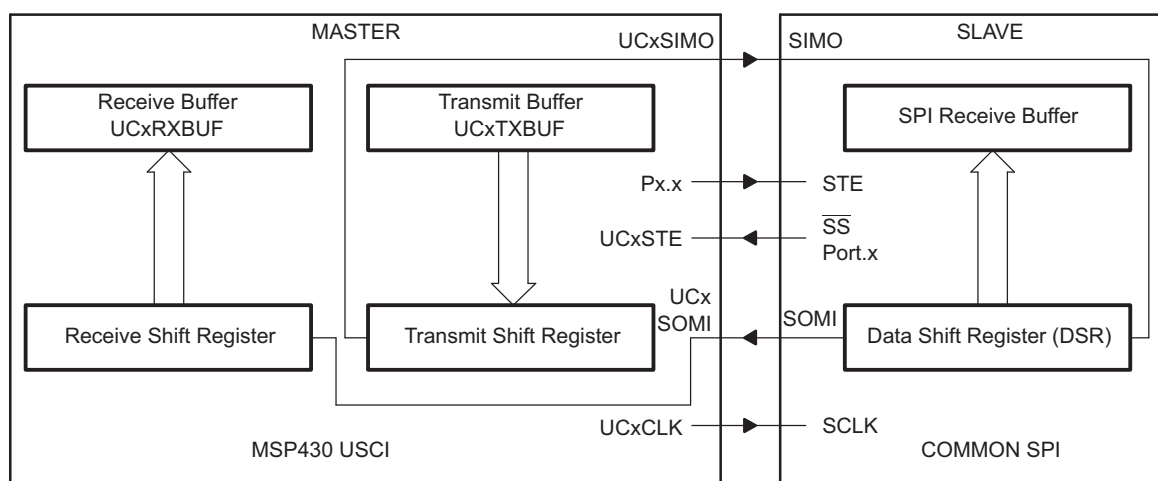 MASTER
UCxSIMO
SIMO
SLAVE
Receive Buffer
UCxRXBUF
Transmit Buffer
UCxTXBUF
SPI Receive Buffer
Px.x
STE
UCxSTE
SS
Port.x
UCx
SOMI
SOMI
Receive Shift Register
Transmit Shift Register
Data Shift Register (DSR)
UCxCLK
SCLK
MSP430 USCI
COMMON SPI